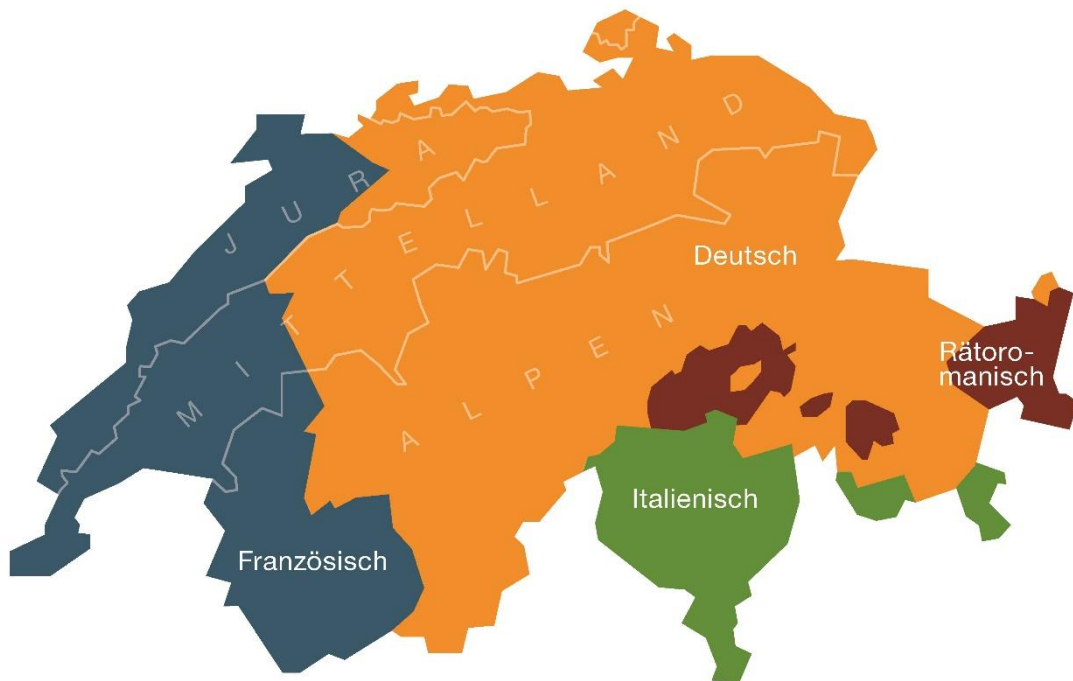 JURA
MITTELLAND
ALPEN
Deutsch
Rätoro-
manisch
Italienisch
Französisch